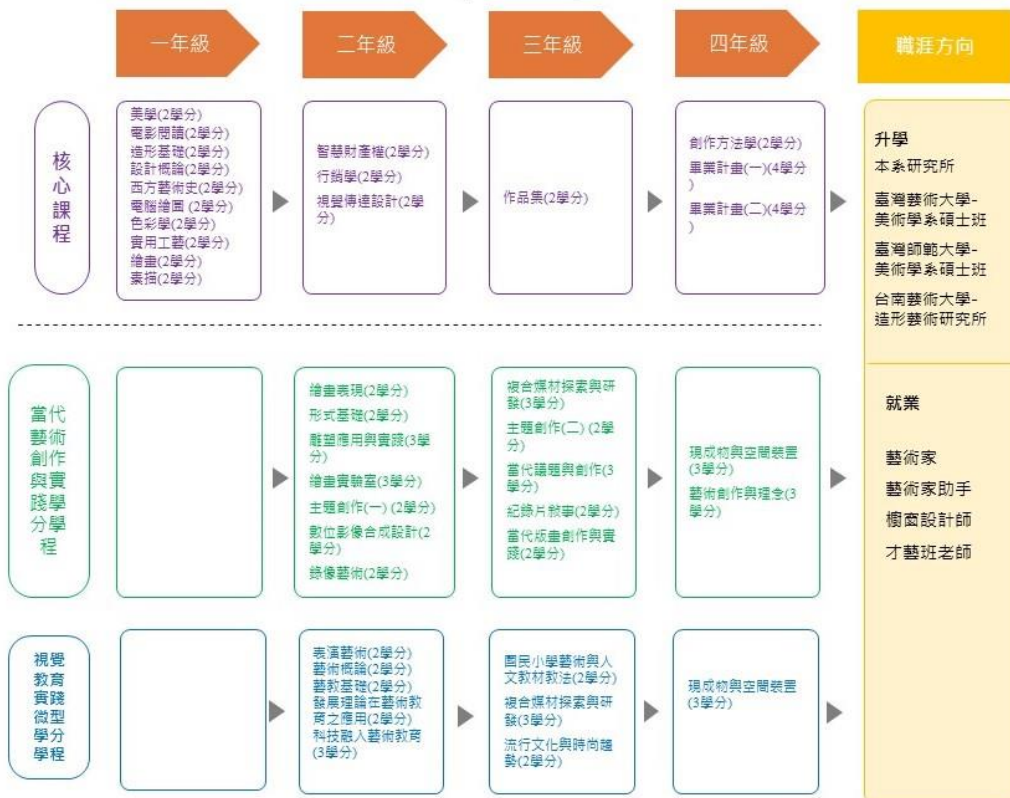 一年級
二年級
三年級
四年級
職涯方向
核
心
課
程
美學(2學分)
電影閱讀(2學分)
造形基礎(2學分)
設計概論(2學分)
西方藝術史(2學分)
電腦繪圖 (2學分)
色彩學(2學分)
實用工藝(2學分)
繪畫(2學分)
素描(2學分)
智慧財產權(2學分)
行銷學(2學分)
視覺傳達設計(2學
分)
作品集(2學分)
創作方法學(2學分)
畢業計畫(一)(4學分
)
畢業計畫(二)(4學分
)
升學
本系研究所
臺灣藝術大學-
美術學系碩士班
臺灣師範大學-
美術學系碩士班
台南藝術大學-
造形藝術研究所
當代
藝術
創作
與實
踐學
分學
程
繪畫表現(2學分)
形式基礎(2學分)
雕塑應用與實踐(3學
分)
繪畫實驗室(3學分)
主題創作(一) (2學分)
數位影像合成設計(2
學分)
錄像藝術(2學分)
複合媒材探索與研
發(3學分)
主題創作(二) (2學
分)
當代議題與創作(3
學分)
紀錄片敘事(2學分)
當代版畫創作與實
踐(2學分)
現成物與空間裝置
(3學分)
藝術創作與理念(3
學分)
就業
藝術家
藝術家助手
櫥窗設計師
才藝班老師
視覺
教育
實踐
微型
學分
學程
表演藝術(2學分)
藝術概論(2學分)
藝教基礎(2學分)
發展理論在藝術教
育之應用(2學分)
科技融入藝術教育
(3學分)
國民小學藝術與人
文教材教法(2學分)
複合媒材探索與研
發(3學分)
流行文化與時尚趨
勢(2學分)
現成物與空間裝置
(3學分)